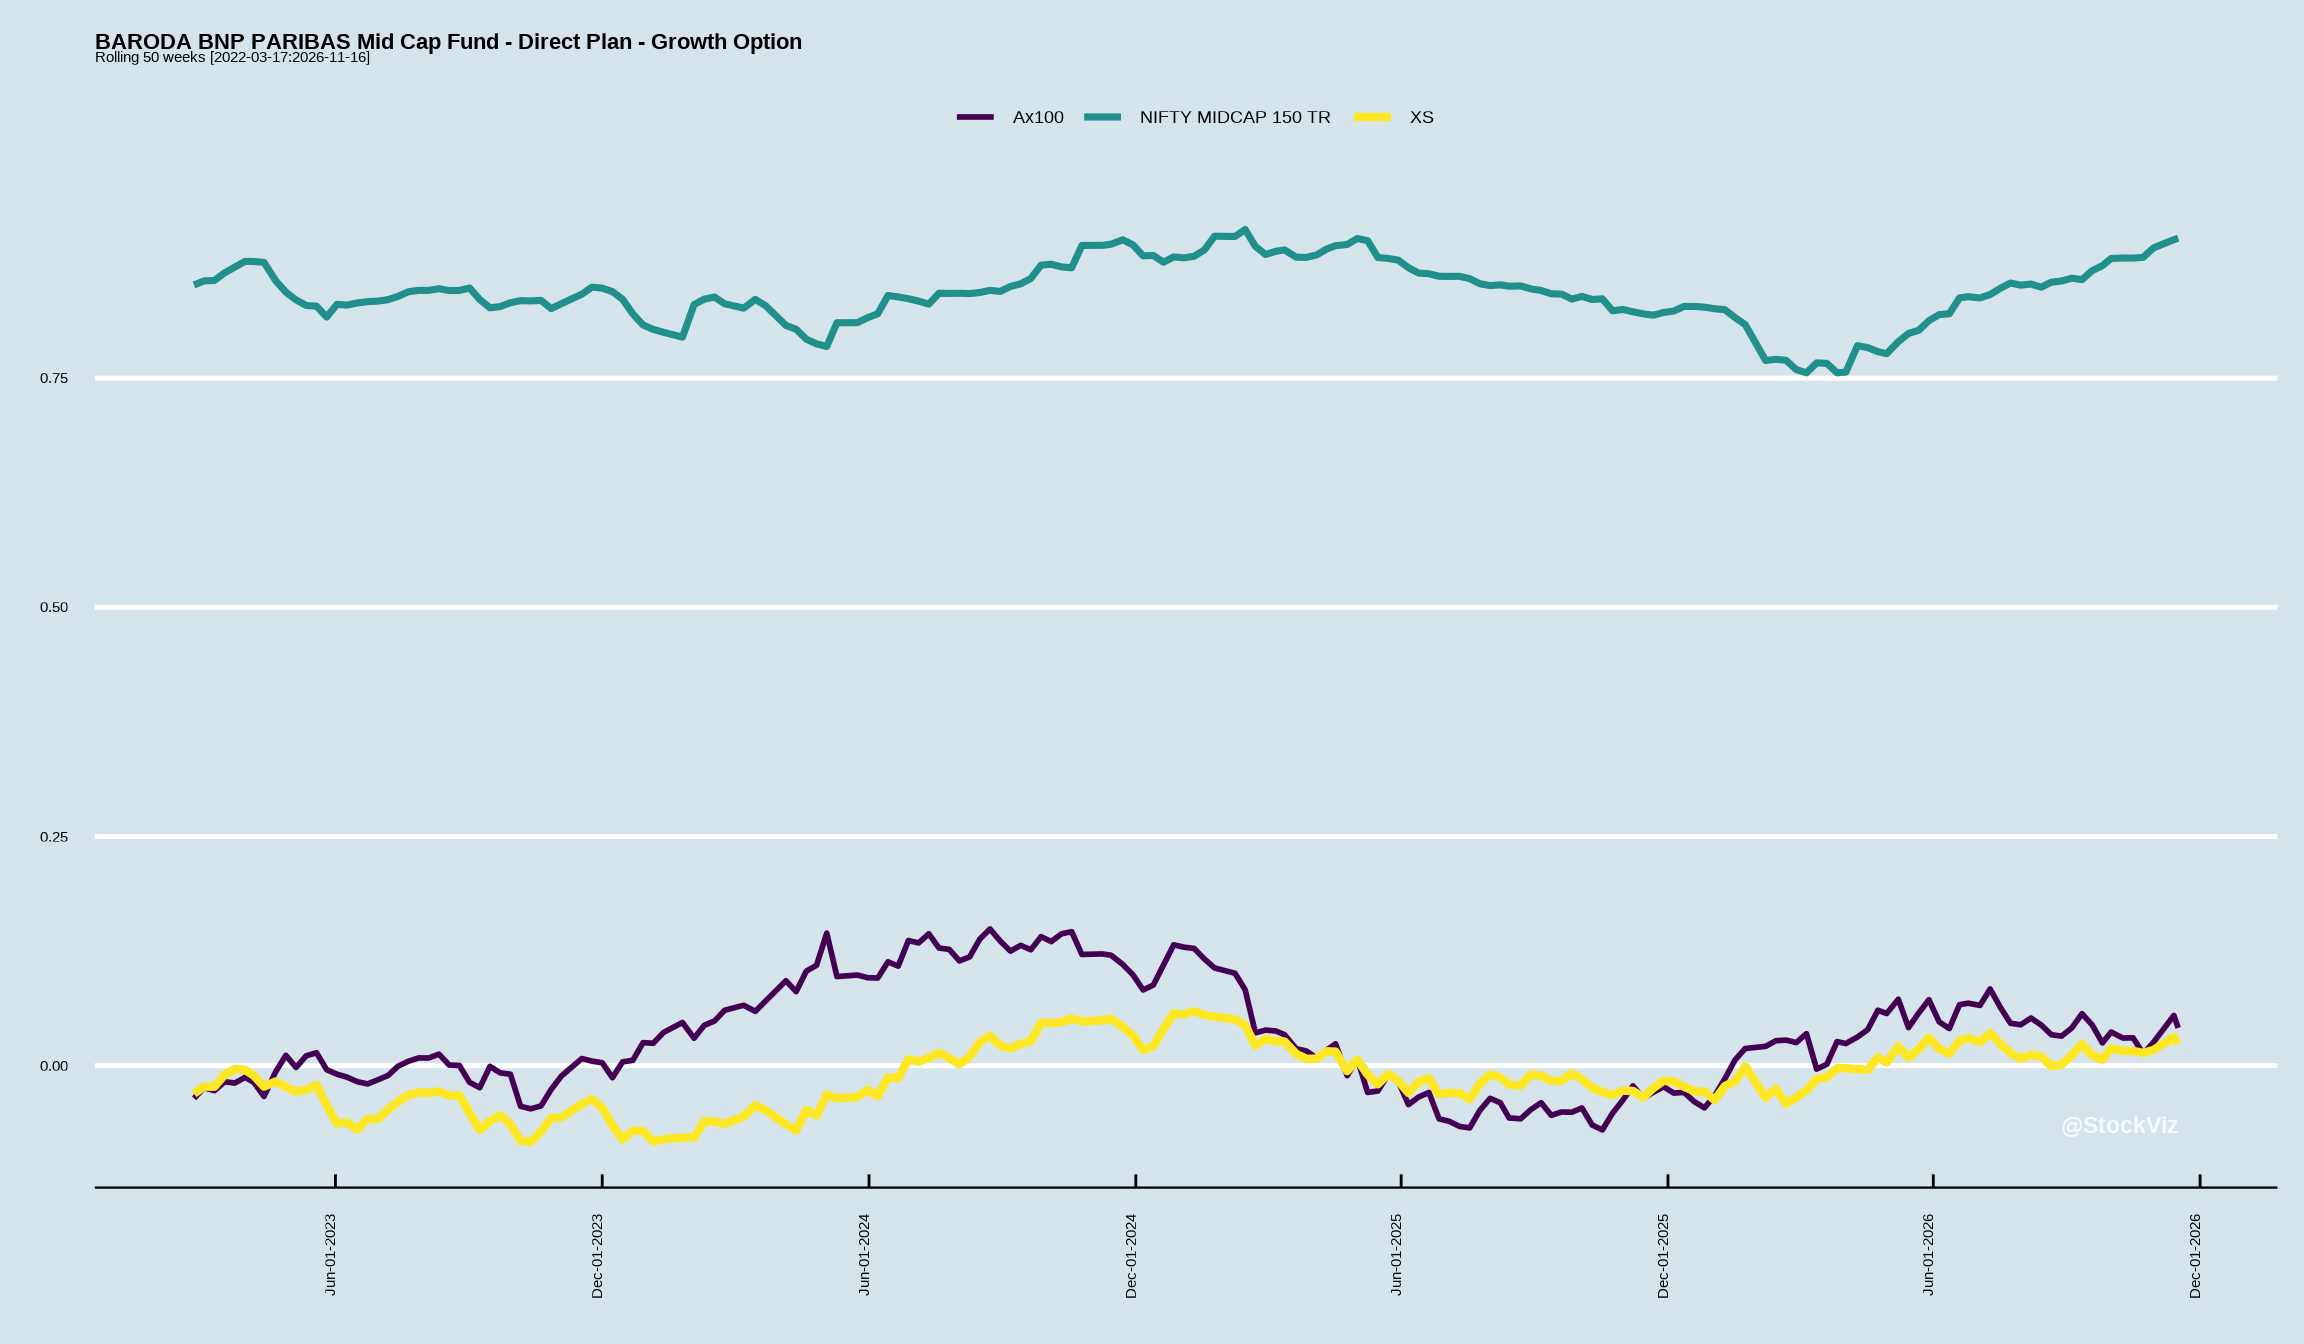 BARODA BNP PARIBAS Mid Cap Fund - Direct Plan - Growth Option
Rolling 50 weeks [2022-03-17:2026-11-16]
Ax100 NIFTY MIDCAP 150 TR XS
0.75
0.50
0.25
0.00
@StockViz
Jun-01-2023 Dec-01-2023 Jun-01-2024 Dec-01-2024 Jun-01-2025 Dec-01-2025 Jun-01-2026 Dec-01-2026